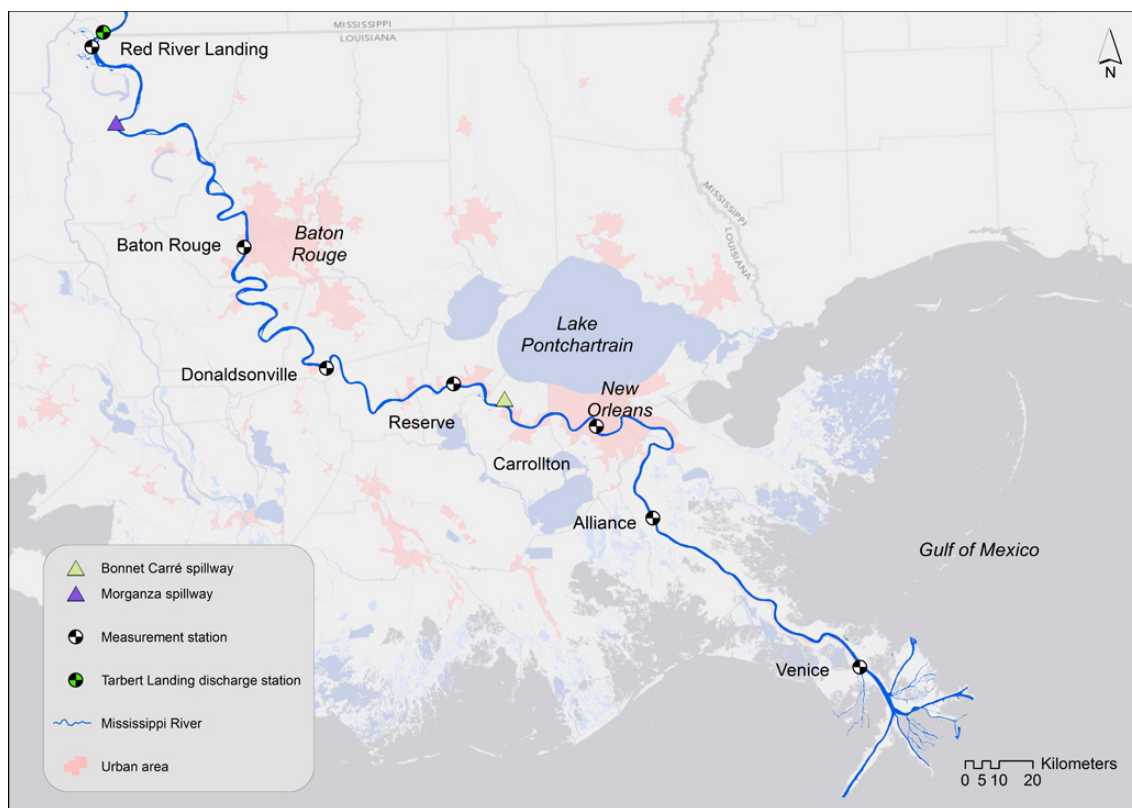 MISSISSIPPI
LOUISIANA
Red River Landing
N
MISSISSIPPI
LOUISIANA
Baton Rouge
Baton
Rouge
Lake
Pontchartrain
Donaldsonville
New
Orleans
Reserve
Carrollton
Alliance
Gulf of Mexico
Venice
Bonnet Carré spillway
Morganza spillway
Measurement station
Tarbert Landing discharge station
Mississippi River
Urban area
Kilometers
0 5 10 20